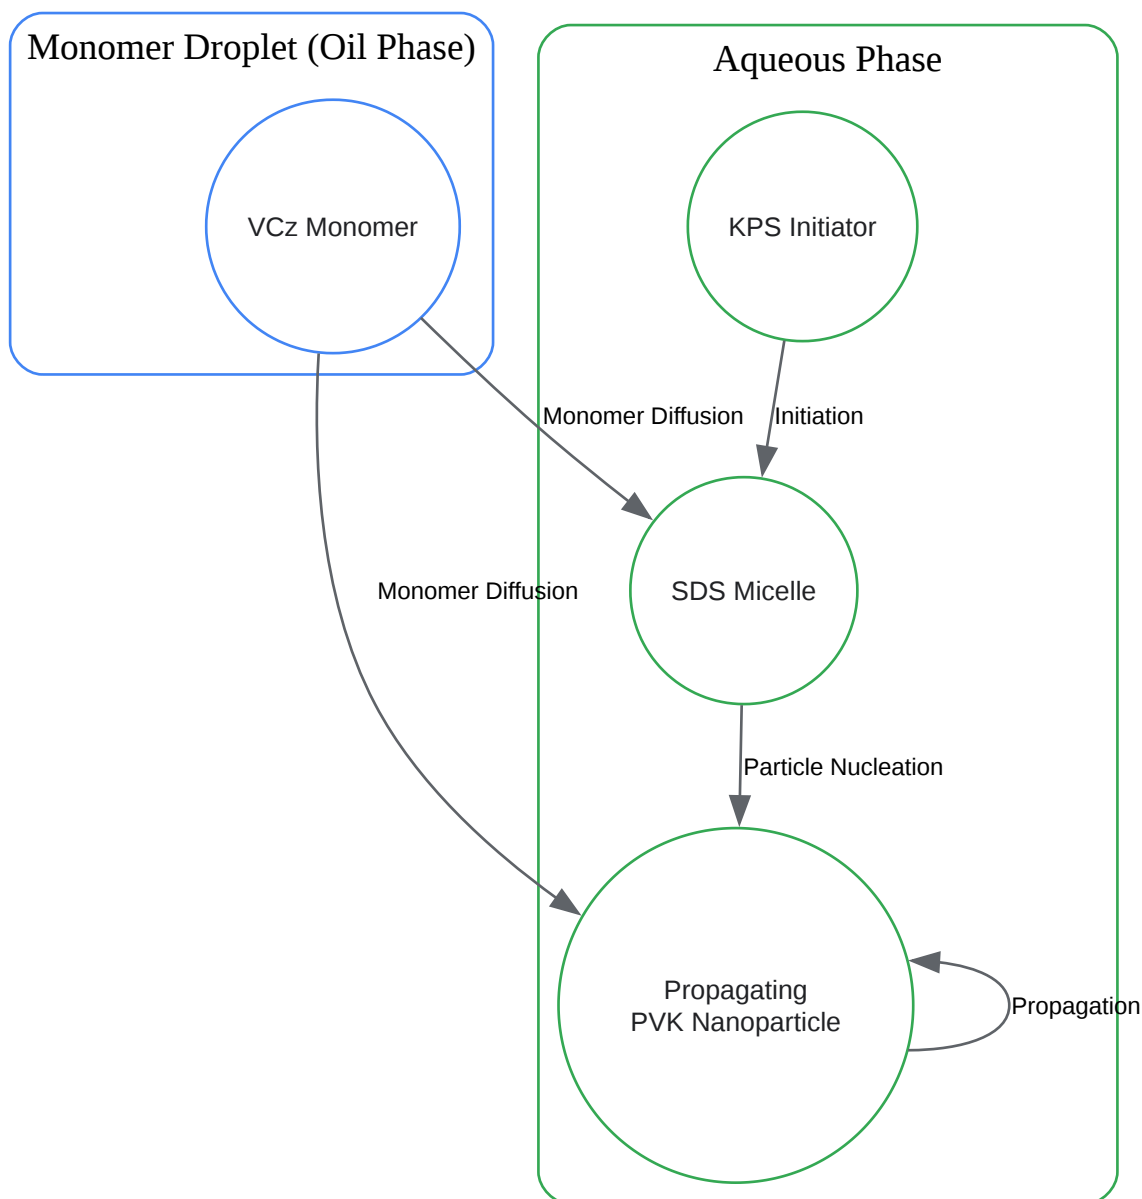 Monomer Droplet (Oil Phase)
Aqueous Phase
VCz Monomer
KPS Initiator
Monomer Diffusion
Initiation
Monomer Diffusion
SDS Micelle
Particle Nucleation
Propagating
PVK Nanoparticle
Propagation